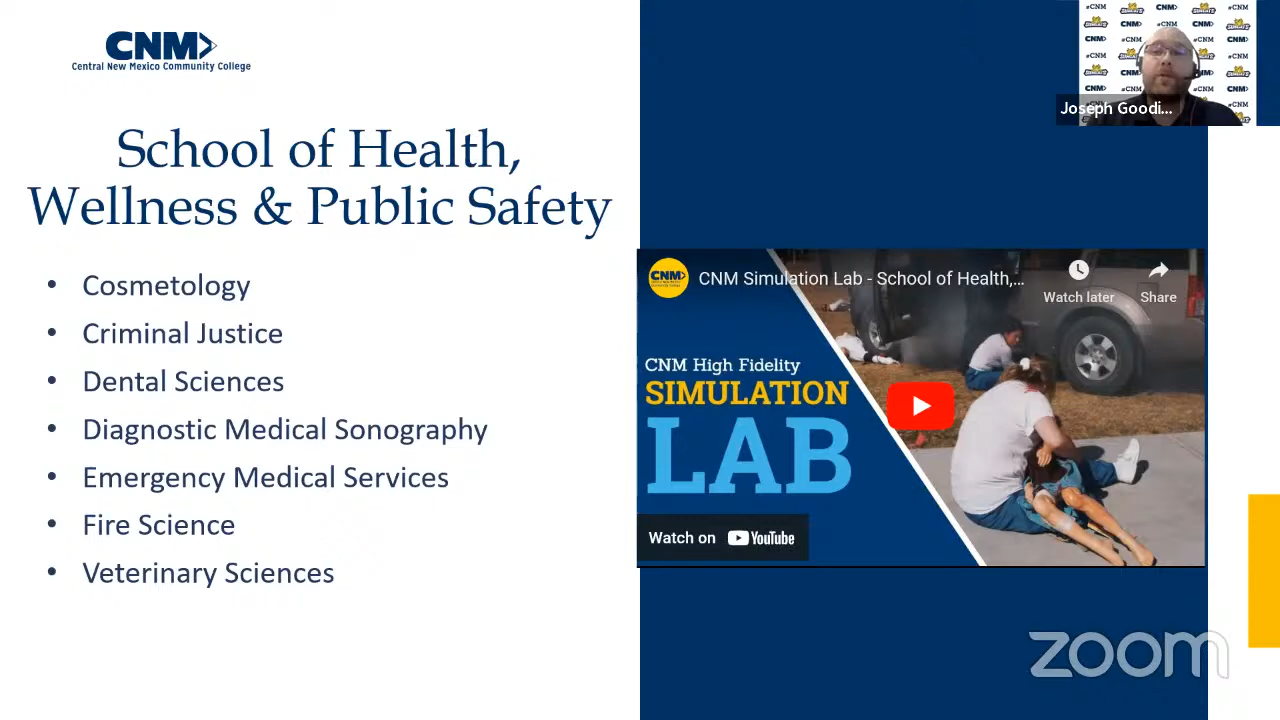 CNM
Central New Mexico Community College
School of Health,
Wellness & Public Safety
• Cosmetology
• Criminal Justice
• Dental Sciences
• Diagnostic Medical Sonography
• Emergency Medical Services
• Fire Science
• Veterinary Sciences
Joseph Goodi...
CNM
CNM Simulation Lab - School of Health,...
Watch later
Share
CNM High Fidelity
SIMULATION
LAB
Watch on YouTube
zoom